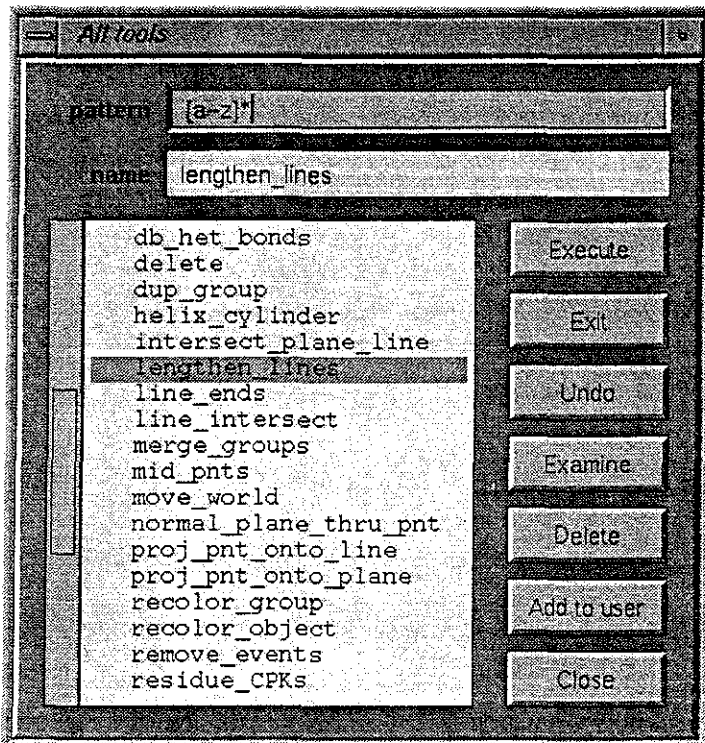 All tools
pattern [a-z]*
name lengthen_lines
db_het_bonds
delete
dup_group
helix_cylinder
intersect_plane_line
lengthen_lines
line_ends
line_intersect
merge_groups
mid_pnts
move_world
normal_plane_thru_pnt
proj_pnt_onto_line
proj_pnt_onto_plane
recolor_group
recolor_object
remove_events
residue_CPKs
Execute
Exit
Undo
Examine
Delete
Add to user
Close